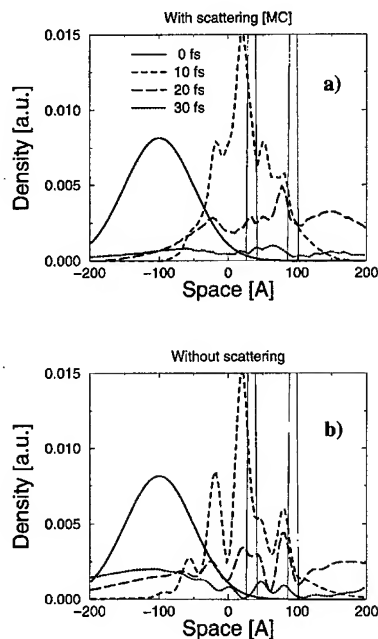 With scattering [MC]
0.015
0 fs
10 fs
20 fs
30 fs
a)
0.010
0.005
0.000
Density [a.u.]
-200
-100
0
100
200
Space [A]
Without scattering
0.015
b)
0.010
0.005
0.000
Density [a.u.]
-200
-100
0
100
200
Space [A]